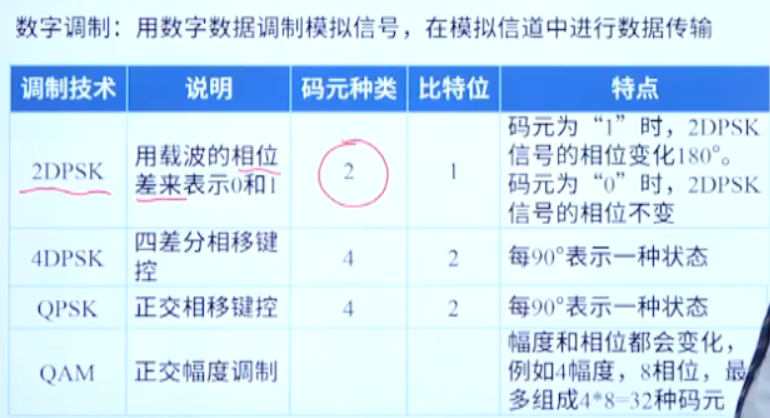 数字调制：用数字数据调制模拟信号，在模拟信道中进行数据传输
调制技术 说明 码元种类 比特位 特点
2DPSK 用载波的相位差来表示0和1 2 1 码元为“1”时，2DPSK信号的相位变化180°。码元为“0”时，2DPSK信号的相位不变
4DPSK 四差分相移键控 4 2 每90°表示一种状态
QPSK 正交相移键控 4 2 每90°表示一种状态
QAM 正交幅度调制 幅度和相位都会变化，例如4幅度，8相位，最多组成4*8=32种码元